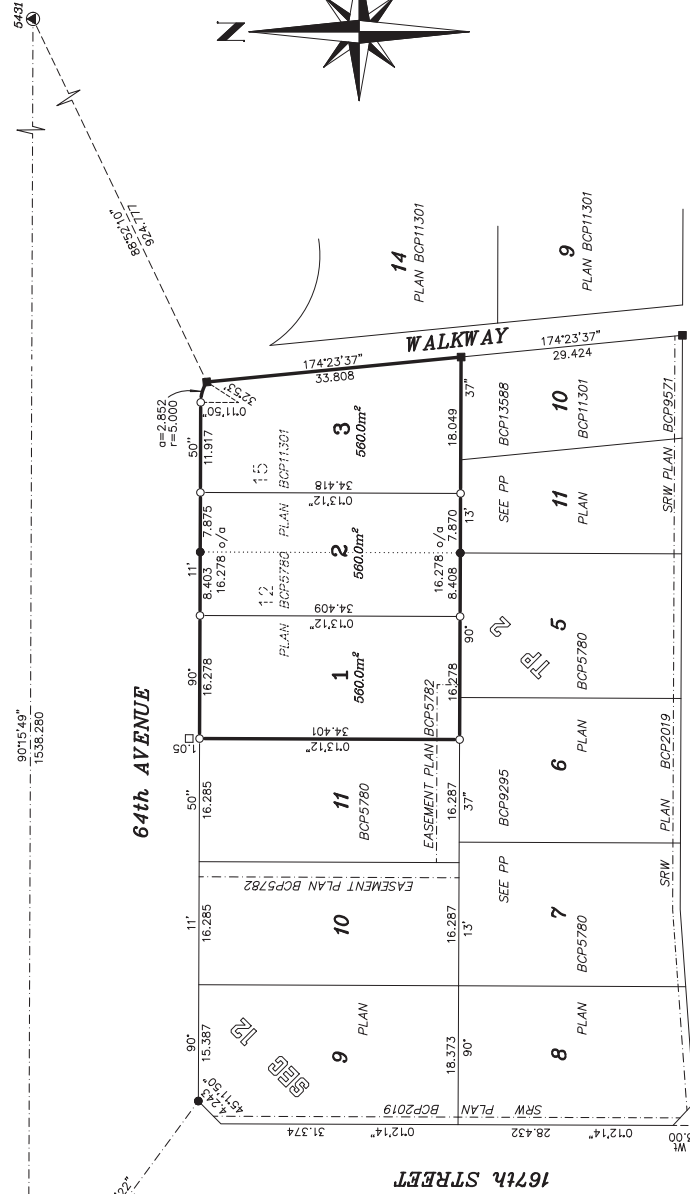 5431
N
88°52'10"
924.777
90°15'49"
1538.280
14
PLAN BCP11301
9
PLAN BCP11301
WALKWAY
174°23'37"
33.808
174°23'37"
29.424
a=2.852
r=5.000
32°53'
0°11'50"
50"
11.917
15
PLAN BCP11301
3
560.0m²
18.049
37"
34.418
0°13'12"
11'
7.875
8.403
16.278 o/a
12
PLAN BCP5780
2
560.0m²
16.278 o/a
7.870
8.408
13'
34.409
0°13'12"
90°
16.278
1
560.0m²
16.278
90°
34.401
0°13'12"
1.05
64th AVENUE
50"
16.285
11
BCP5780
EASEMENT PLAN BCP5782
16.287
37"
EASEMENT PLAN BCP5782
11'
16.285
10
16.287
13'
90°
15.387
9
PLAN
18.373
90°
SEC 12
4.243
45°11'50"
SEE PP BCP13588
10
BCP11301
11
PLAN
SRW PLAN BCP9571
TP 2
5
BCP5780
6
PLAN
SEE PP BCP9295
7
BCP5780
SRW PLAN BCP2019
8
PLAN
SRW PLAN BCP2019
31.374
0°12'14"
28.432
0°12'14"
Wt
167th STREET
22"